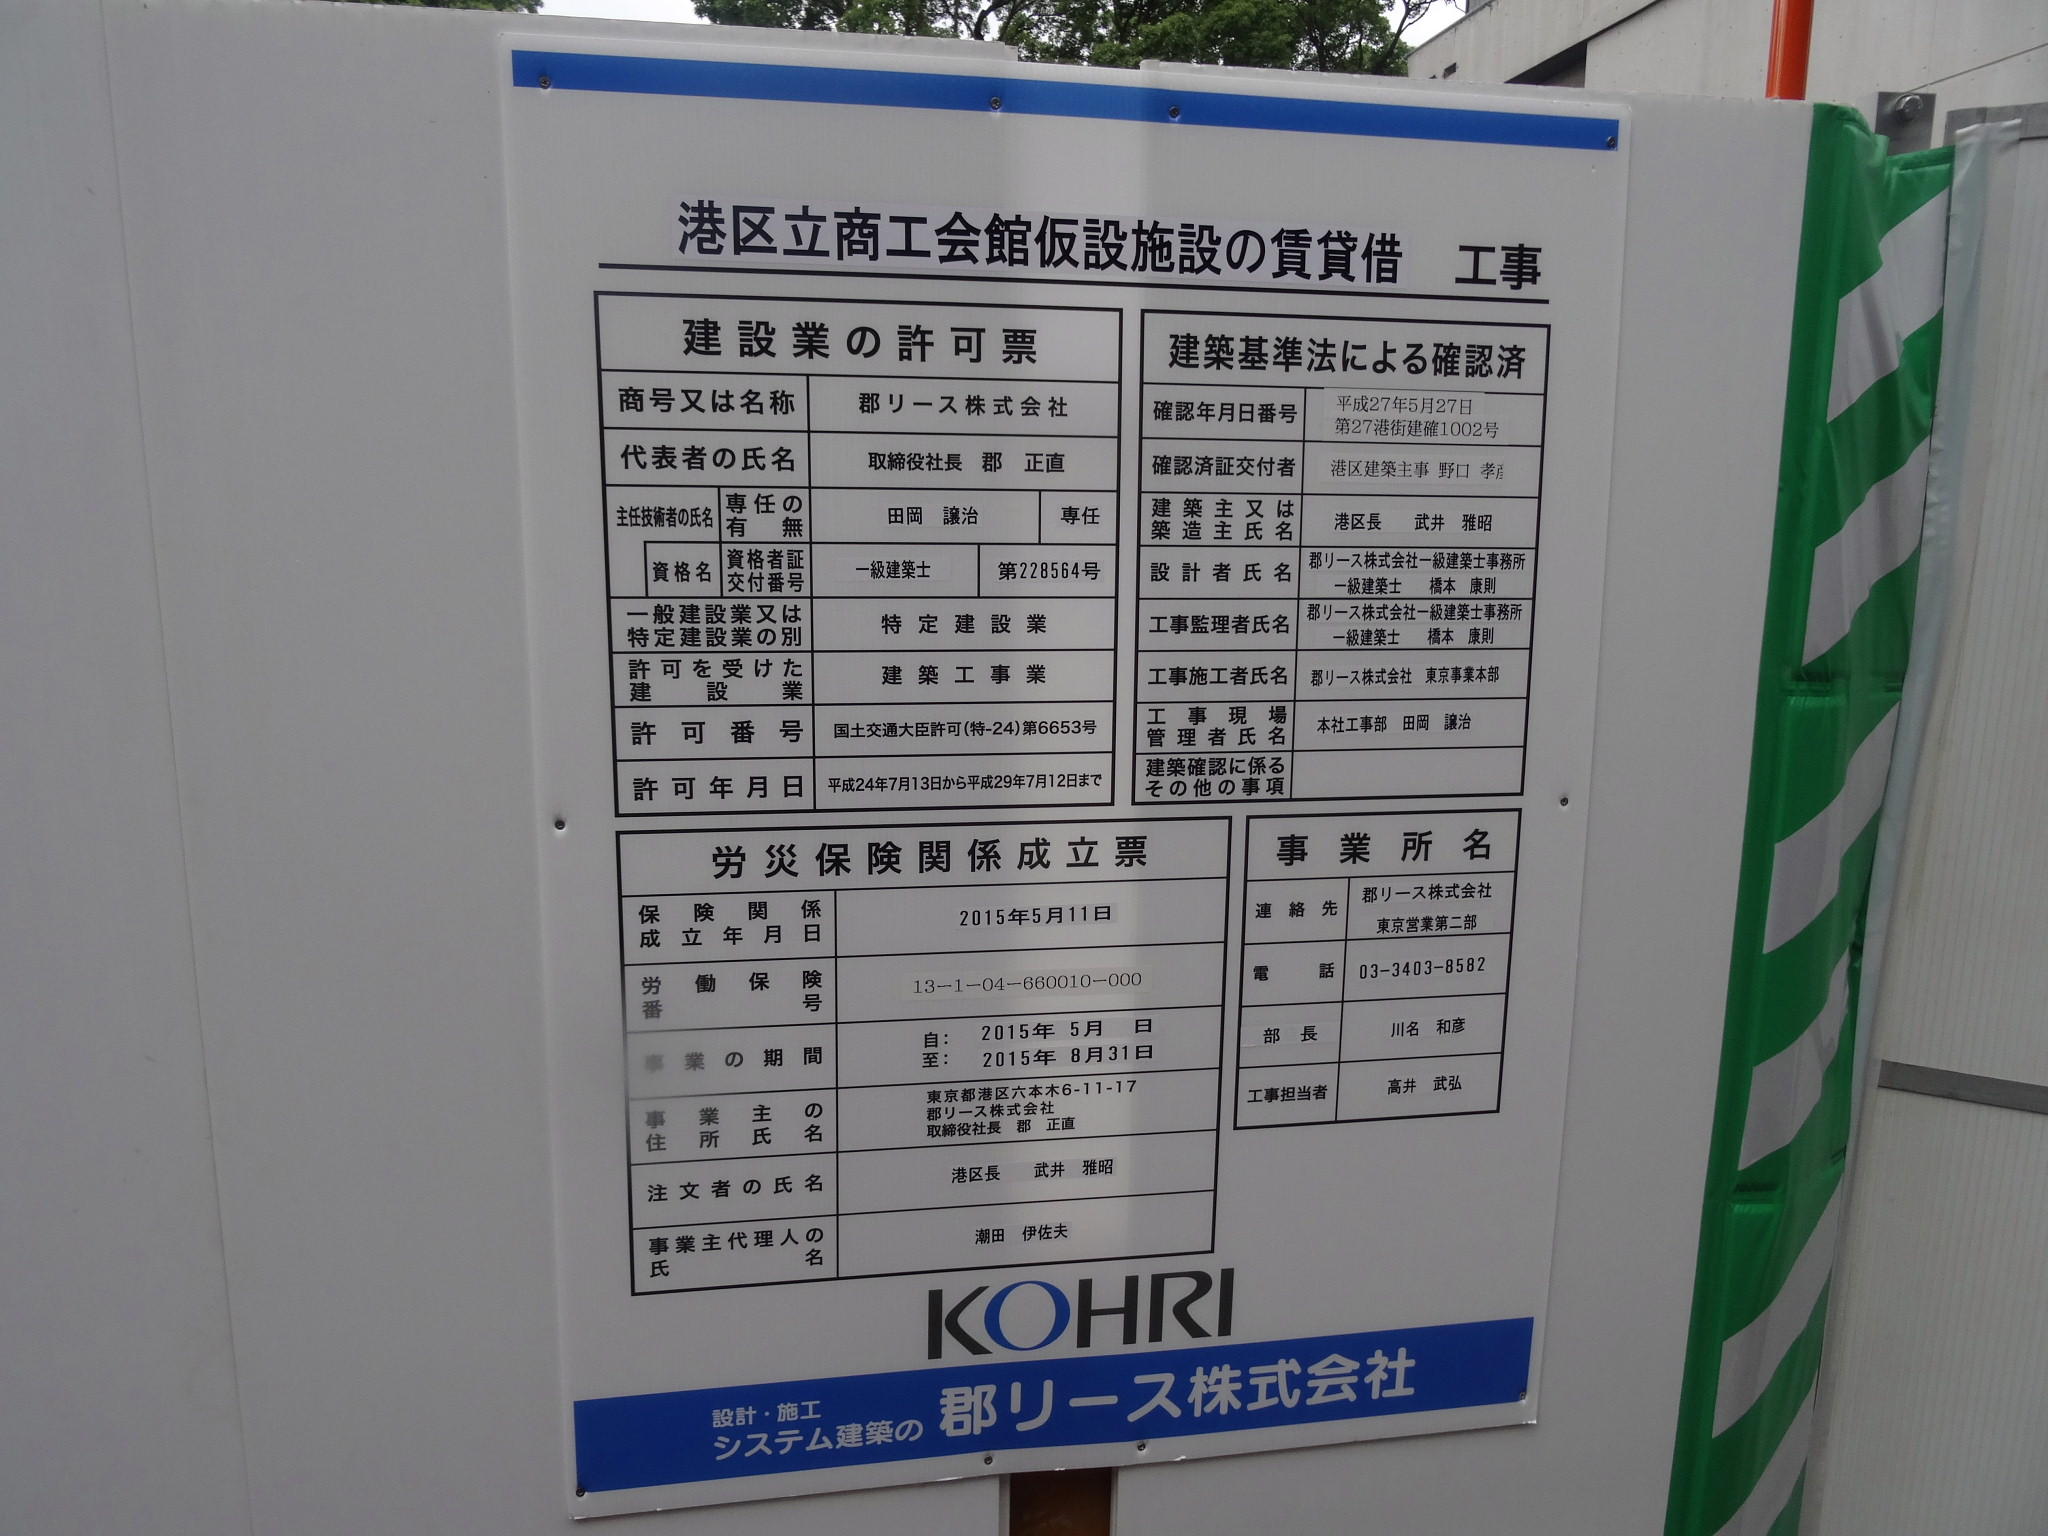 港区立商工会館仮設施設の賃貸借 工事
建設業の許可票
商号又は名称 郡リース株式会社
代表者の氏名 取締役社長 郡 正直
主任技術者の氏名 専任の有無 田岡 譲治 専任
資格名 資格者証交付番号 一級建築士 第228564号
一般建設業又は
特定建設業の別 特定建設業
許可を受けた
建設業 建築工事業
許可番号 国土交通大臣許可(特-24)第6653号
許可年月日 平成24年7月13日から平成29年7月12日まで
建築基準法による確認済
確認年月日番号 平成27年5月27日
第27港街建確1002号
確認済証交付者 港区建築主事 野口 孝彦
建築主又は
築造主氏名 港区長 武井 雅昭
設計者氏名 郡リース株式会社一級建築士事務所
一級建築士 橋本 康則
工事監理者氏名 郡リース株式会社一級建築士事務所
一級建築士 橋本 康則
工事施工者氏名 郡リース株式会社 東京事業本部
工事現場
管理者氏名 本社工事部 田岡 譲治
建築確認に係る
その他の事項
労災保険関係成立票
保険関係
成立年月日 2015年5月11日
労働保険
番号 13-1-04-660010-000
事業の期間 自: 2015年 5月 日
至: 2015年 8月31日
事業主の
住所氏名 東京都港区六本木6-11-17
郡リース株式会社
取締役社長 郡 正直
注文者の氏名 港区長 武井 雅昭
事業主代理人の
氏名 潮田 伊佐夫
事業所名
連絡先 郡リース株式会社
東京営業第二部
電話 03-3403-8582
部長 川名 和彦
工事担当者 高井 武弘
KOHRI
設計・施工
システム建築の 郡リース株式会社